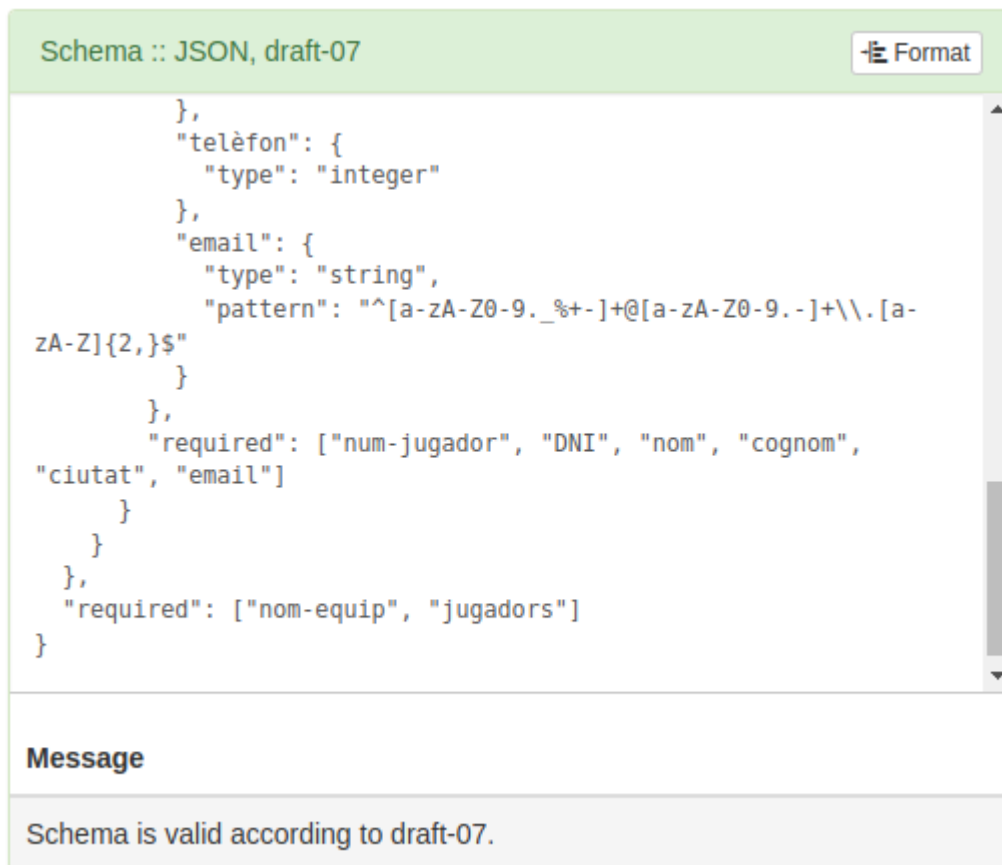 Schema :: JSON, draft-07
Format
},
"telèfon": {
"type": "integer"
},
"email": {
"type": "string",
"pattern": "^[a-zA-Z0-9._%+-]+@[a-zA-Z0-9.-]+\\.[a-
zA-Z]{2,}$"
}
},
"required": ["num-jugador", "DNI", "nom", "cognom",
"ciutat", "email"]
}
}
},
"required": ["nom-equip", "jugadors"]
}
Message
Schema is valid according to draft-07.